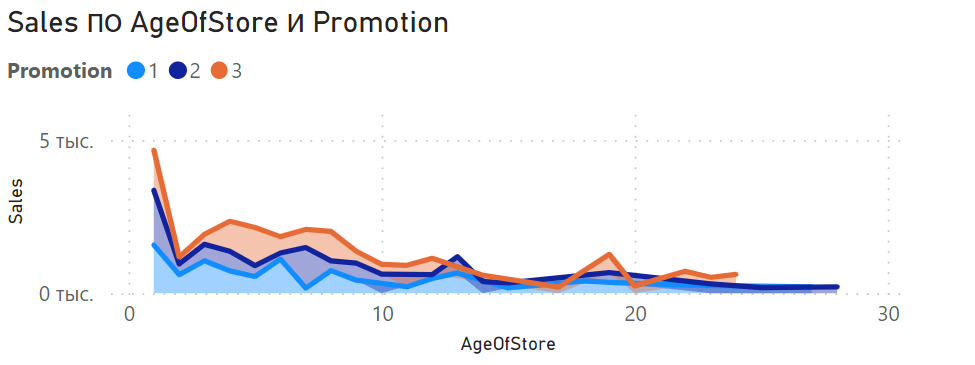 Sales по AgeOfStore и Promotion
Promotion 1 2 3
5 тыс.
Sales
0 тыс.
0 10 20 30
AgeOfStore